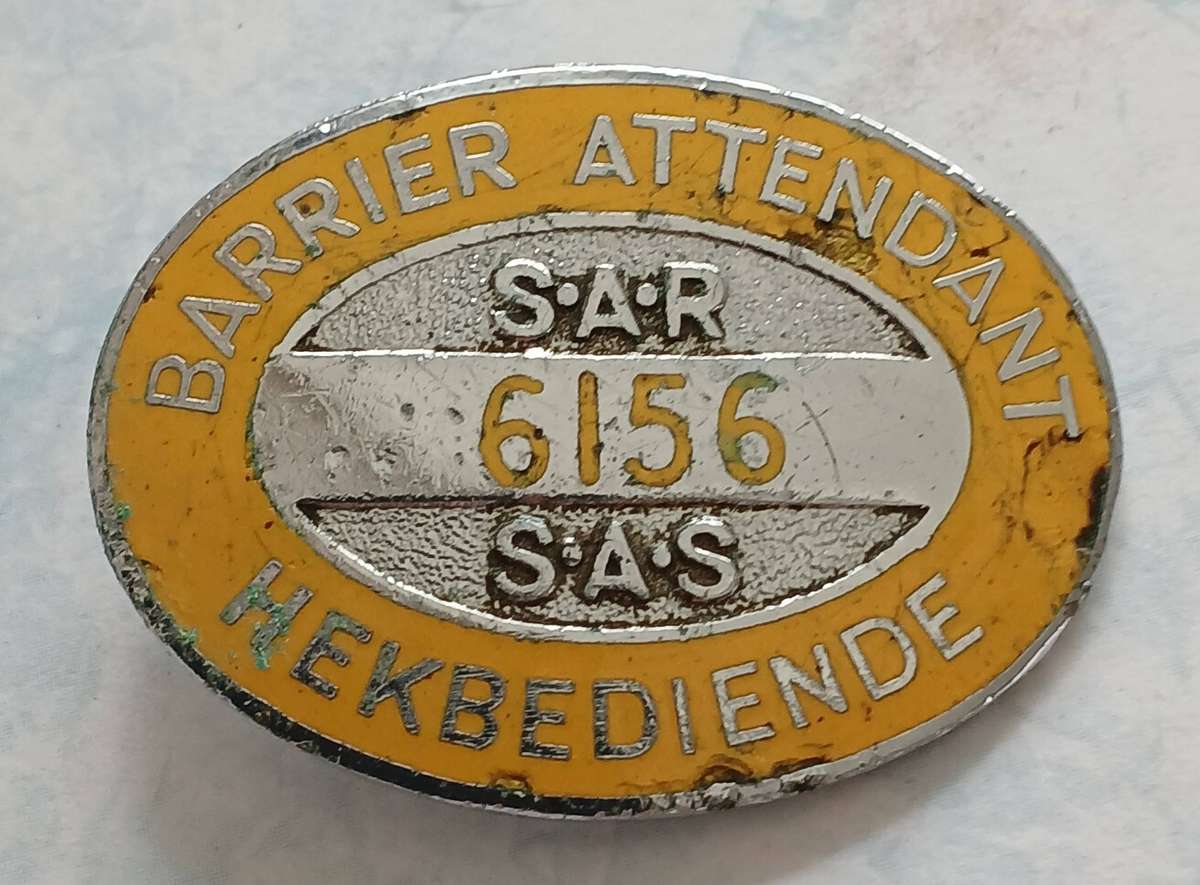 BARRIER ATTENDANT
S·A·R
6156
S·A·S
HEKBEDIENDE